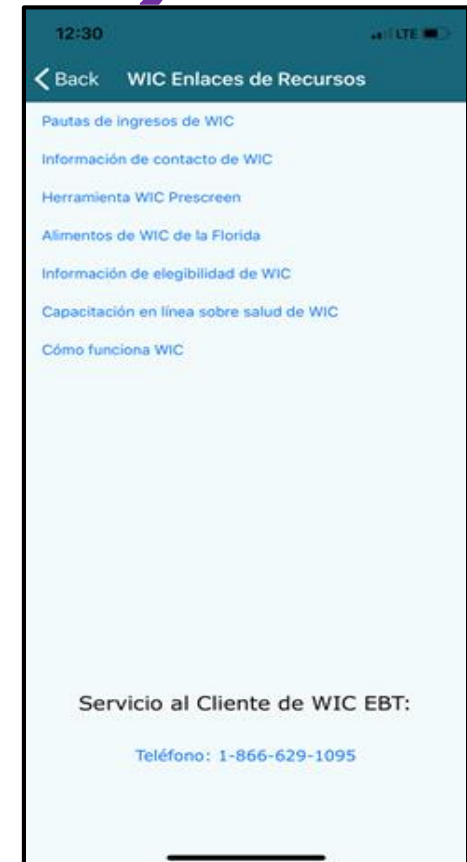 12:30
LTE
Back WIC Enlaces de Recursos
Pautas de ingresos de WIC
Información de contacto de WIC
Herramienta WIC Prescreen
Alimentos de WIC de la Florida
Información de elegibilidad de WIC
Capacitación en línea sobre salud de WIC
Cómo funciona WIC
Servicio al Cliente de WIC EBT:
Teléfono: 1-866-629-1095